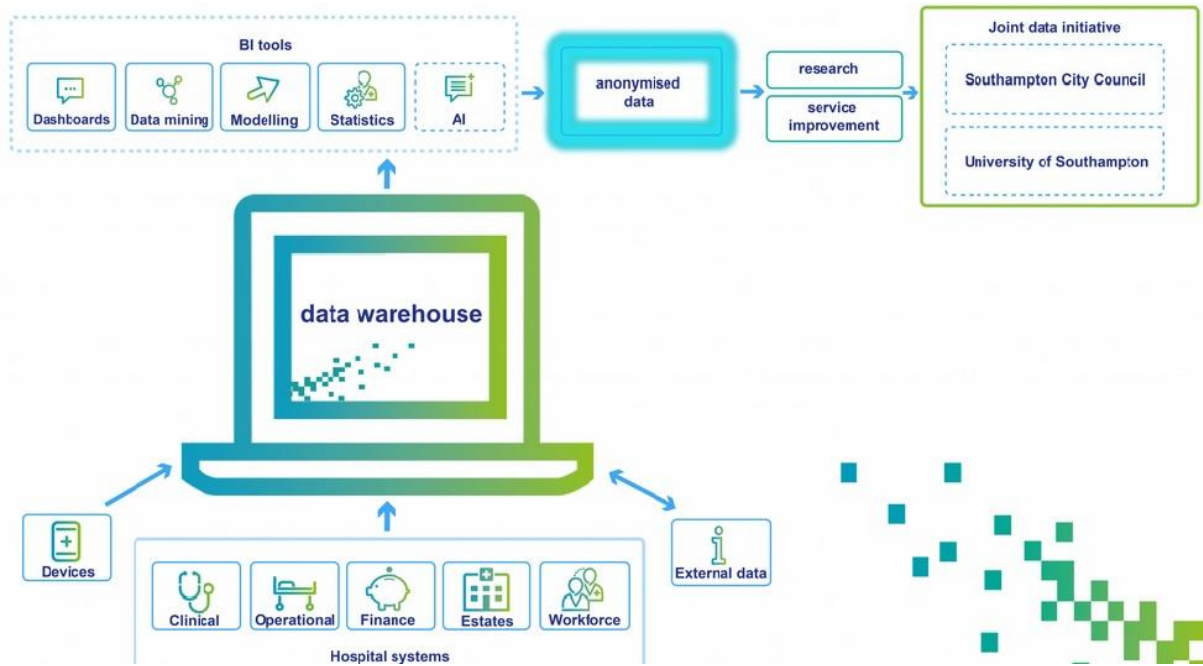 BI tools
Dashboards
Data mining
Modelling
Statistics
AI
anonymised
data
research
service
improvement
Joint data initiative
Southampton City Council
University of Southampton
data warehouse
Devices
External data
Clinical
Operational
Finance
Estates
Workforce
Hospital systems